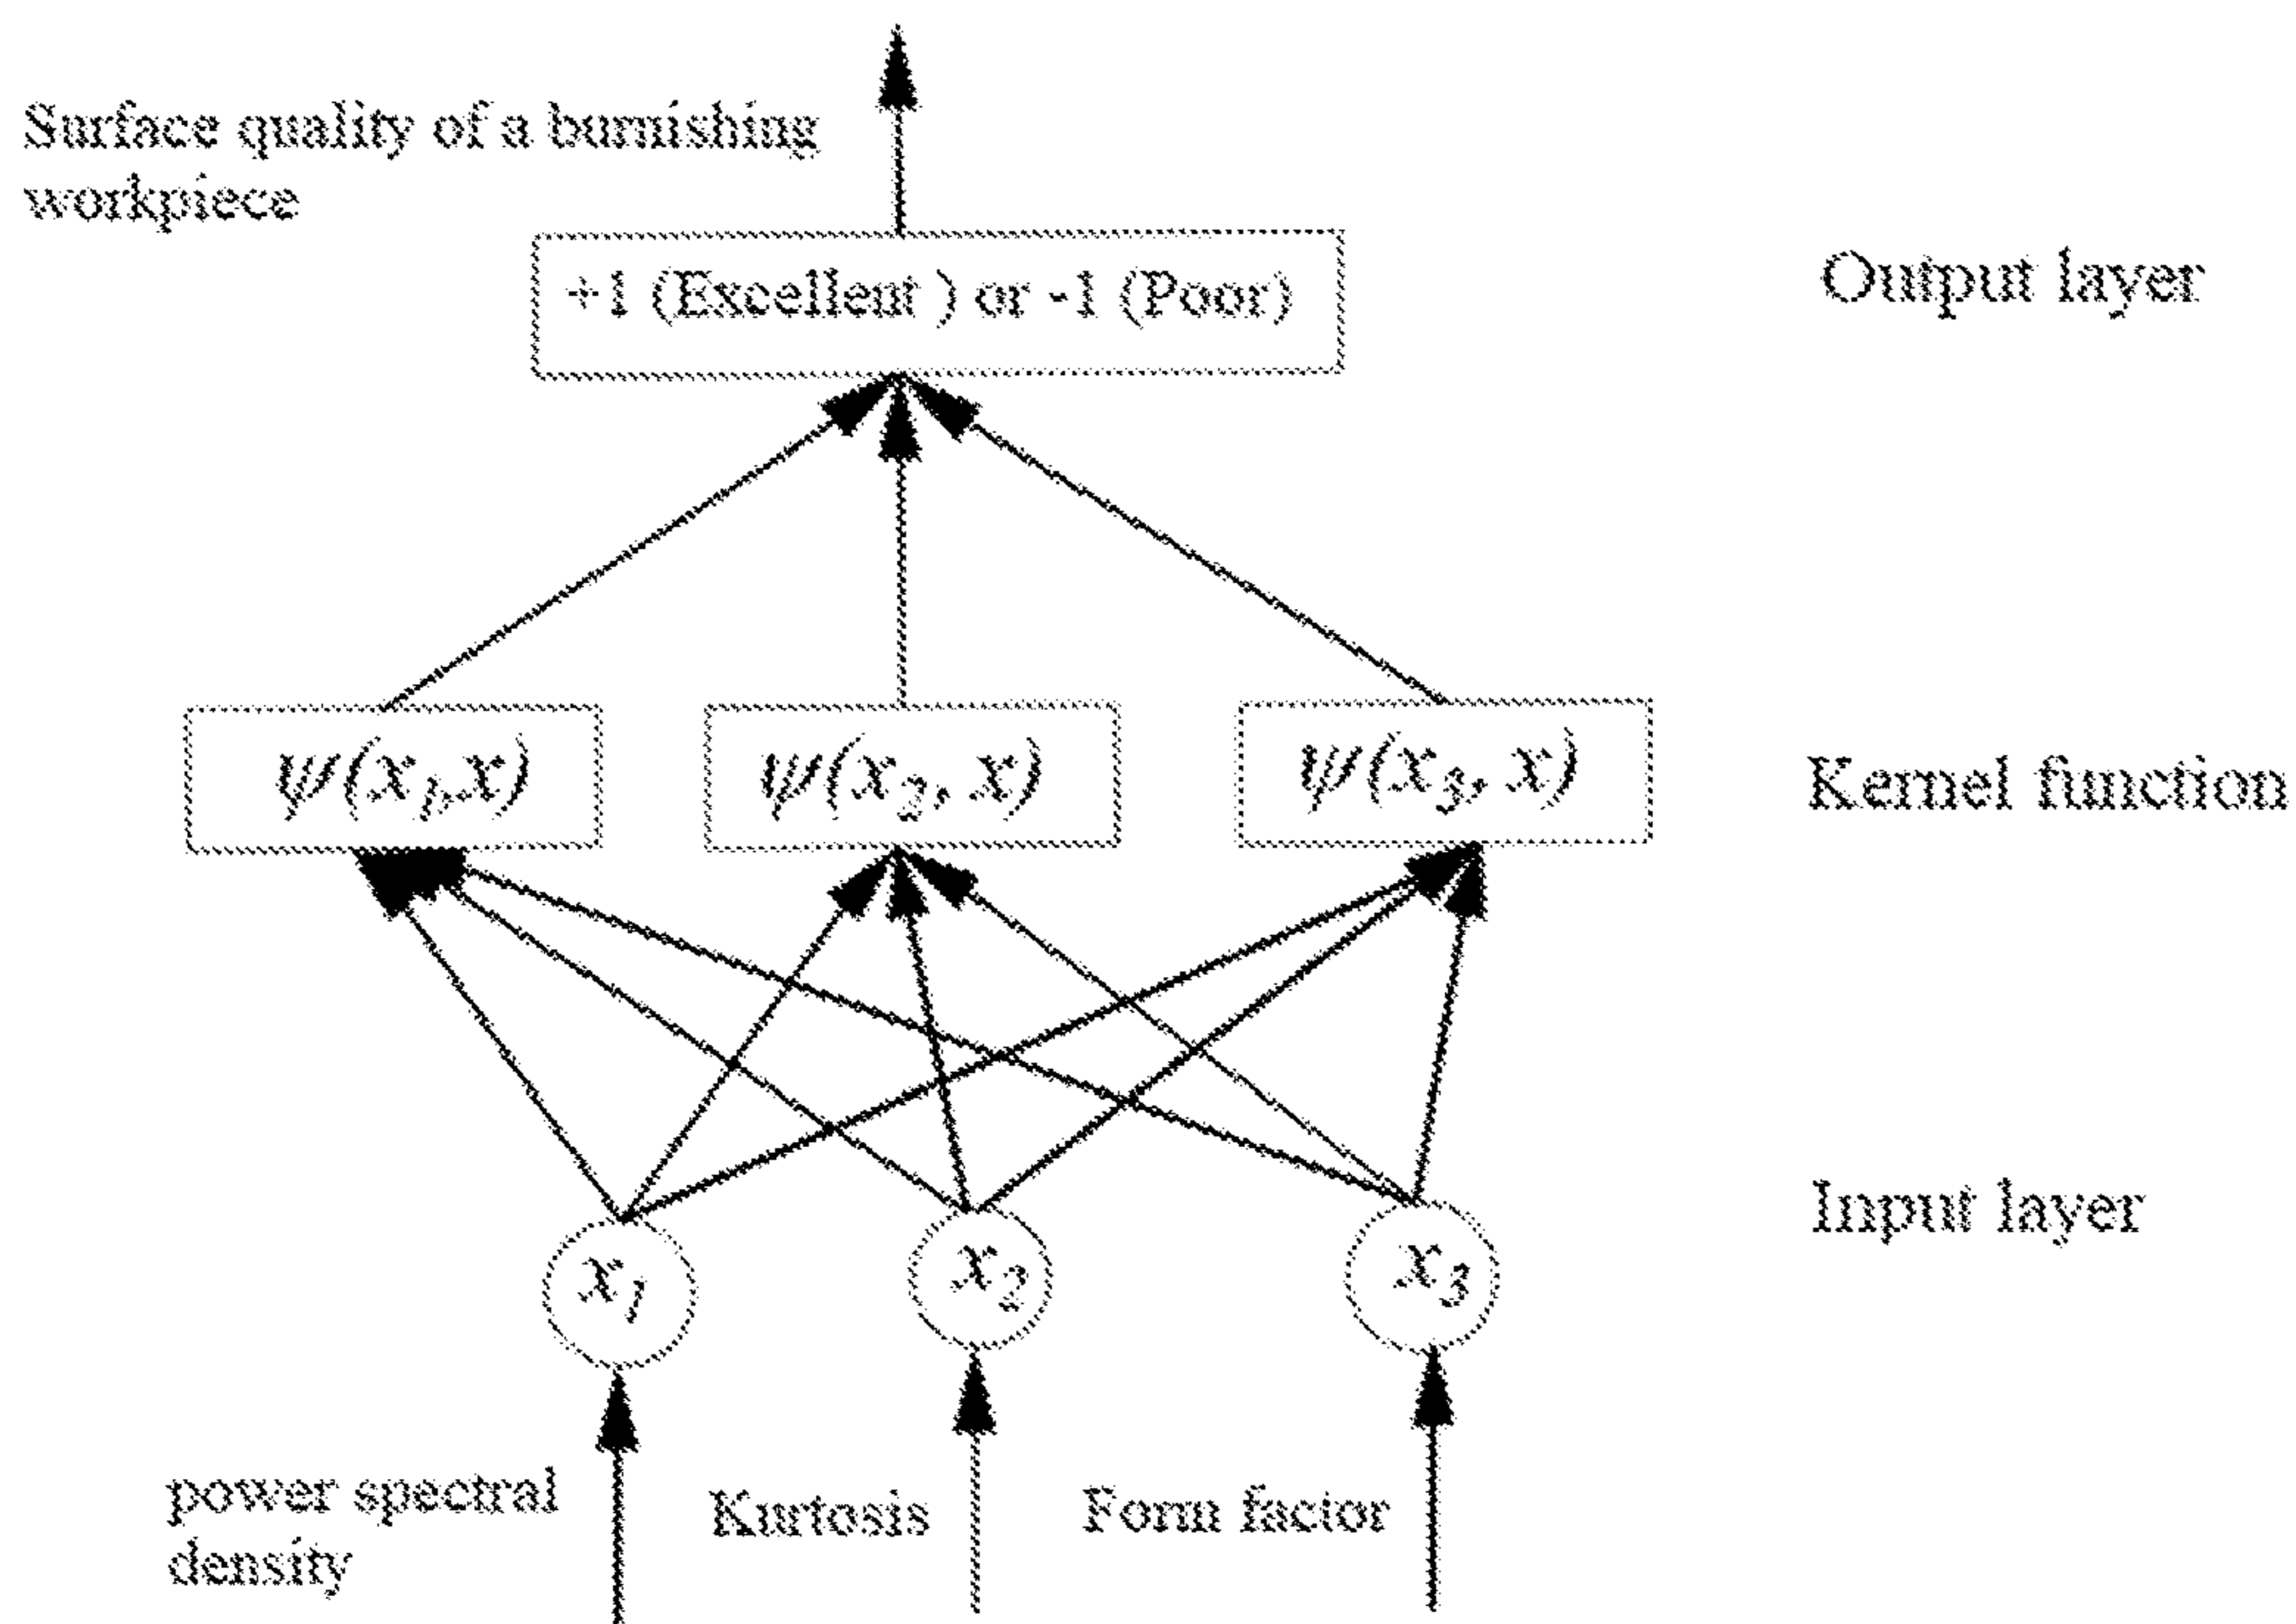 Surface quality of a burnishing
workpiece
+1 (Excellent ) or -1 (Poor)
Output layer
ψ(x₁,x)
ψ(x₂, x)
ψ(x₃, x)
Kernel function
Input layer
x₁
x₂
x₃
power spectral
density
Kurtosis
Form factor